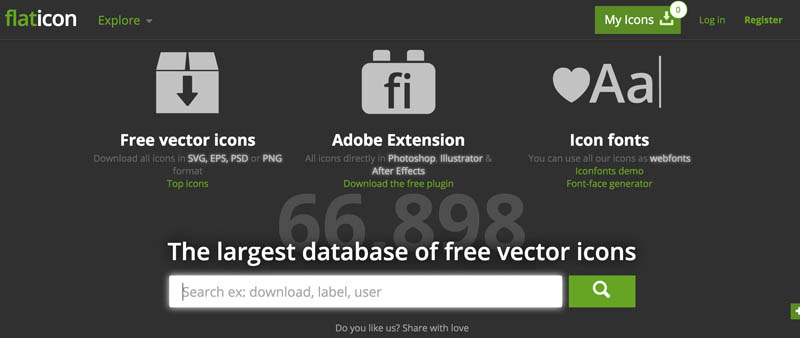 flaticon Explore My Icons 0 Log in Register
fi Aa
Free vector icons
Download all icons in SVG, EPS, PSD or PNG
format
Top icons
Adobe Extension
All icons directly in Photoshop, Illustrator &
After Effects
Download the free plugin
Icon fonts
You can use all our icons as webfonts
Iconfonts demo
Font-face generator
66,898
The largest database of free vector icons
Search ex: download, label, user
Do you like us? Share with love